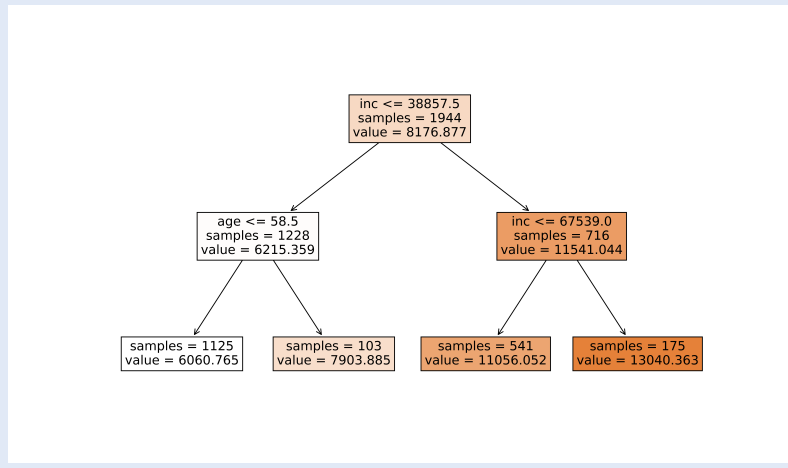 inc <= 38857.5
samples = 1944
value = 8176.877
age <= 58.5
samples = 1228
value = 6215.359
inc <= 67539.0
samples = 716
value = 11541.044
samples = 1125
value = 6060.765
samples = 103
value = 7903.885
samples = 541
value = 11056.052
samples = 175
value = 13040.363